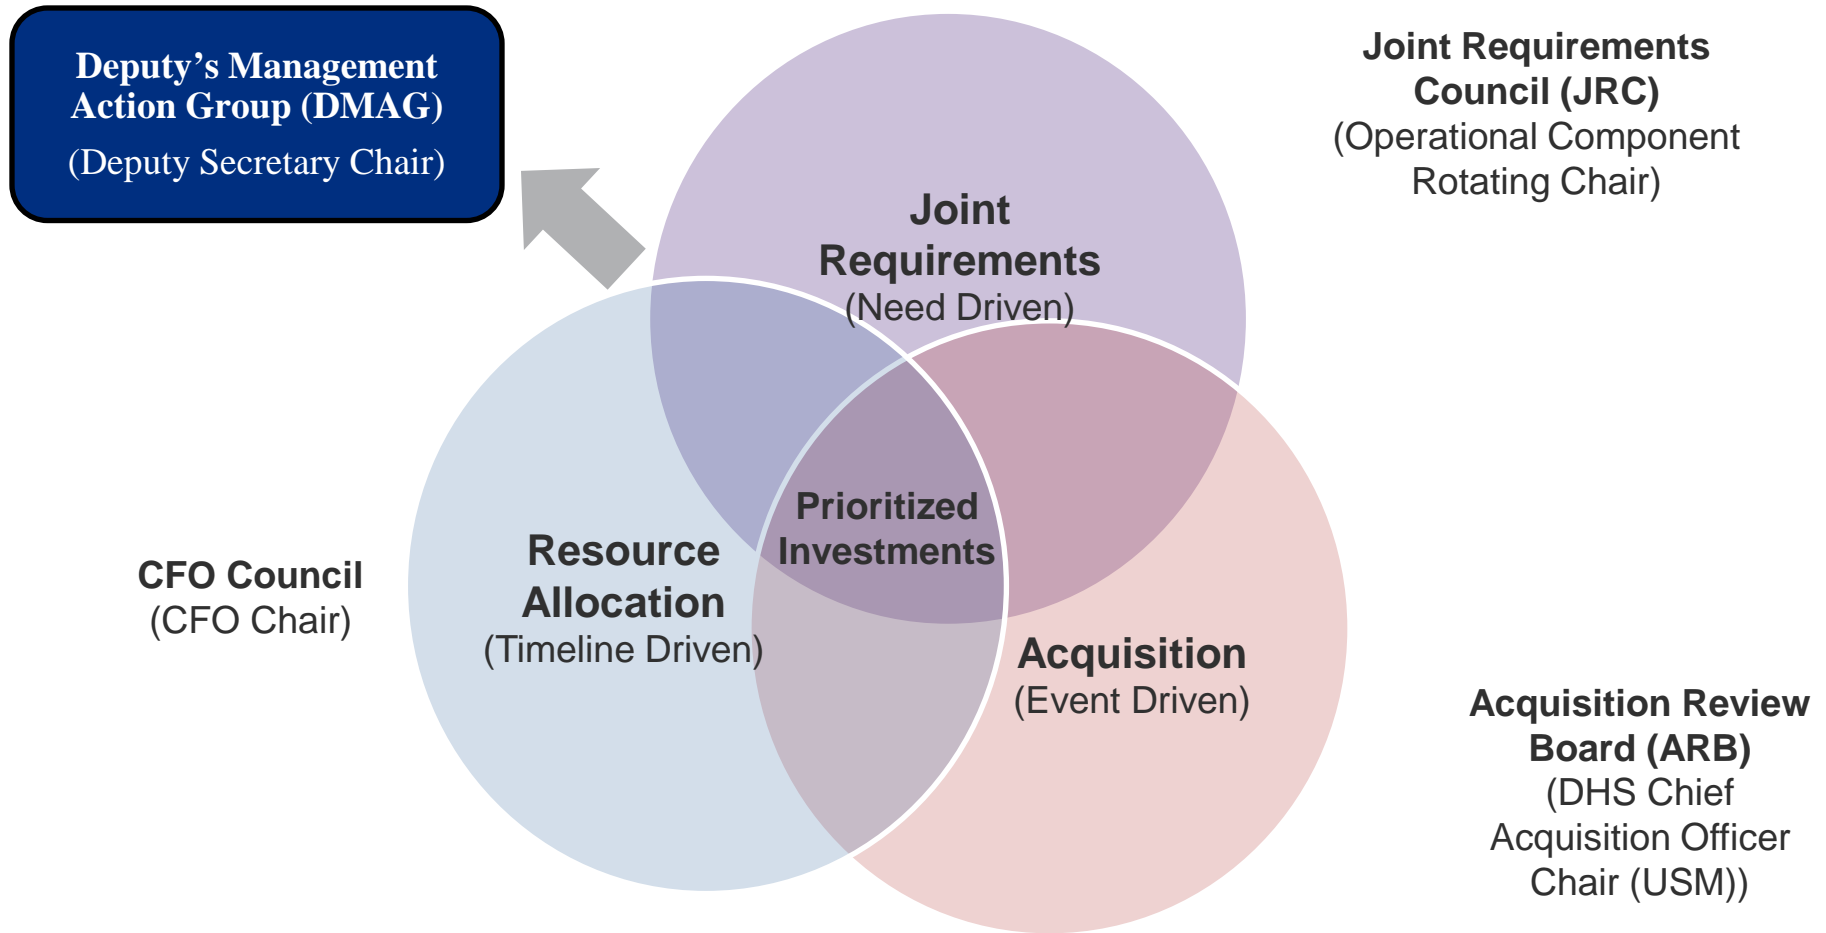 Deputy’s Management
Action Group (DMAG)
(Deputy Secretary Chair)
Joint Requirements
Council (JRC)
(Operational Component
Rotating Chair)
Joint
Requirements
(Need Driven)
Prioritized
Investments
Resource
Allocation
(Timeline Driven)
CFO Council
(CFO Chair)
Acquisition
(Event Driven)
Acquisition Review
Board (ARB)
(DHS Chief
Acquisition Officer
Chair (USM))